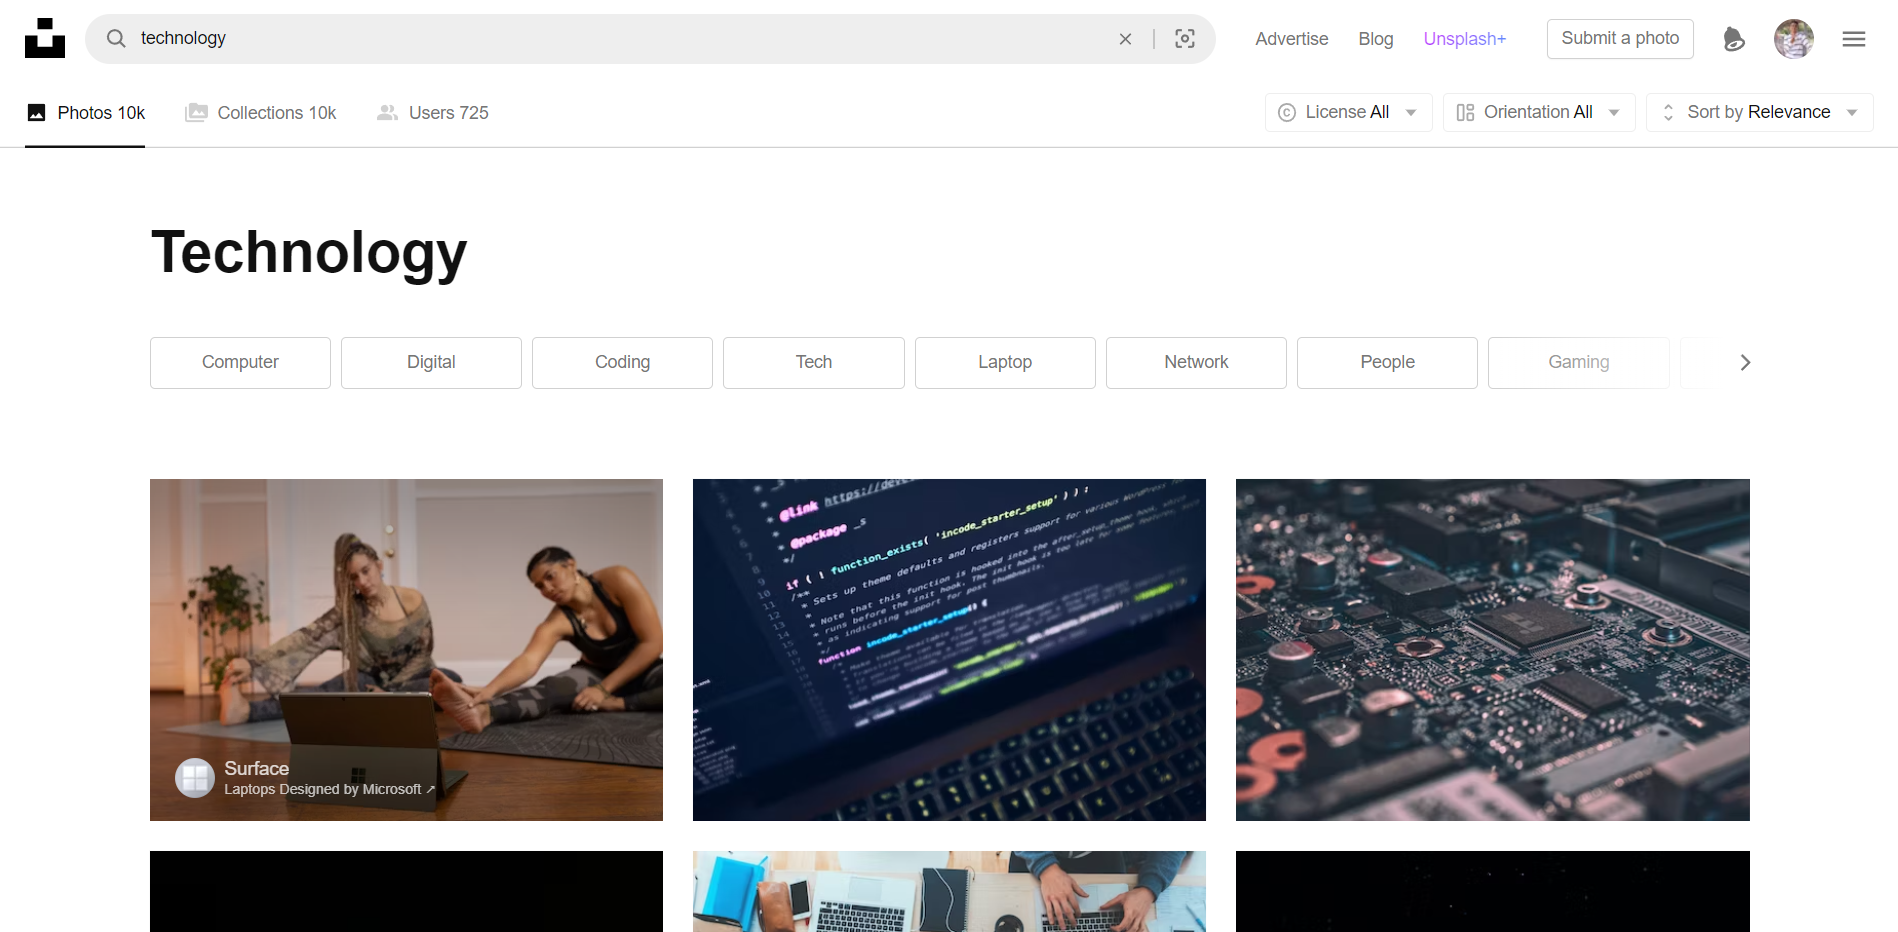 technology
Advertise
Blog
Unsplash+
Submit a photo
Photos 10k
Collections 10k
Users 725
License All
Orientation All
Sort by Relevance
Technology
Computer
Digital
Coding
Tech
Laptop
Network
People
Gaming
Surface
Laptops Designed by Microsoft ↗
* @link https://deve
* @package _s
*/
if ( ! function_exists( 'incode_starter_setup' ) ) :
/**
* Sets up theme defaults and registers support for various WordPress
* Note that this function is hooked into the after_setup_theme hook, which
* runs before the init hook. The init hook is too late for some features, such
* as indicating support for post thumbnails.
*/
function incode_starter_setup() {